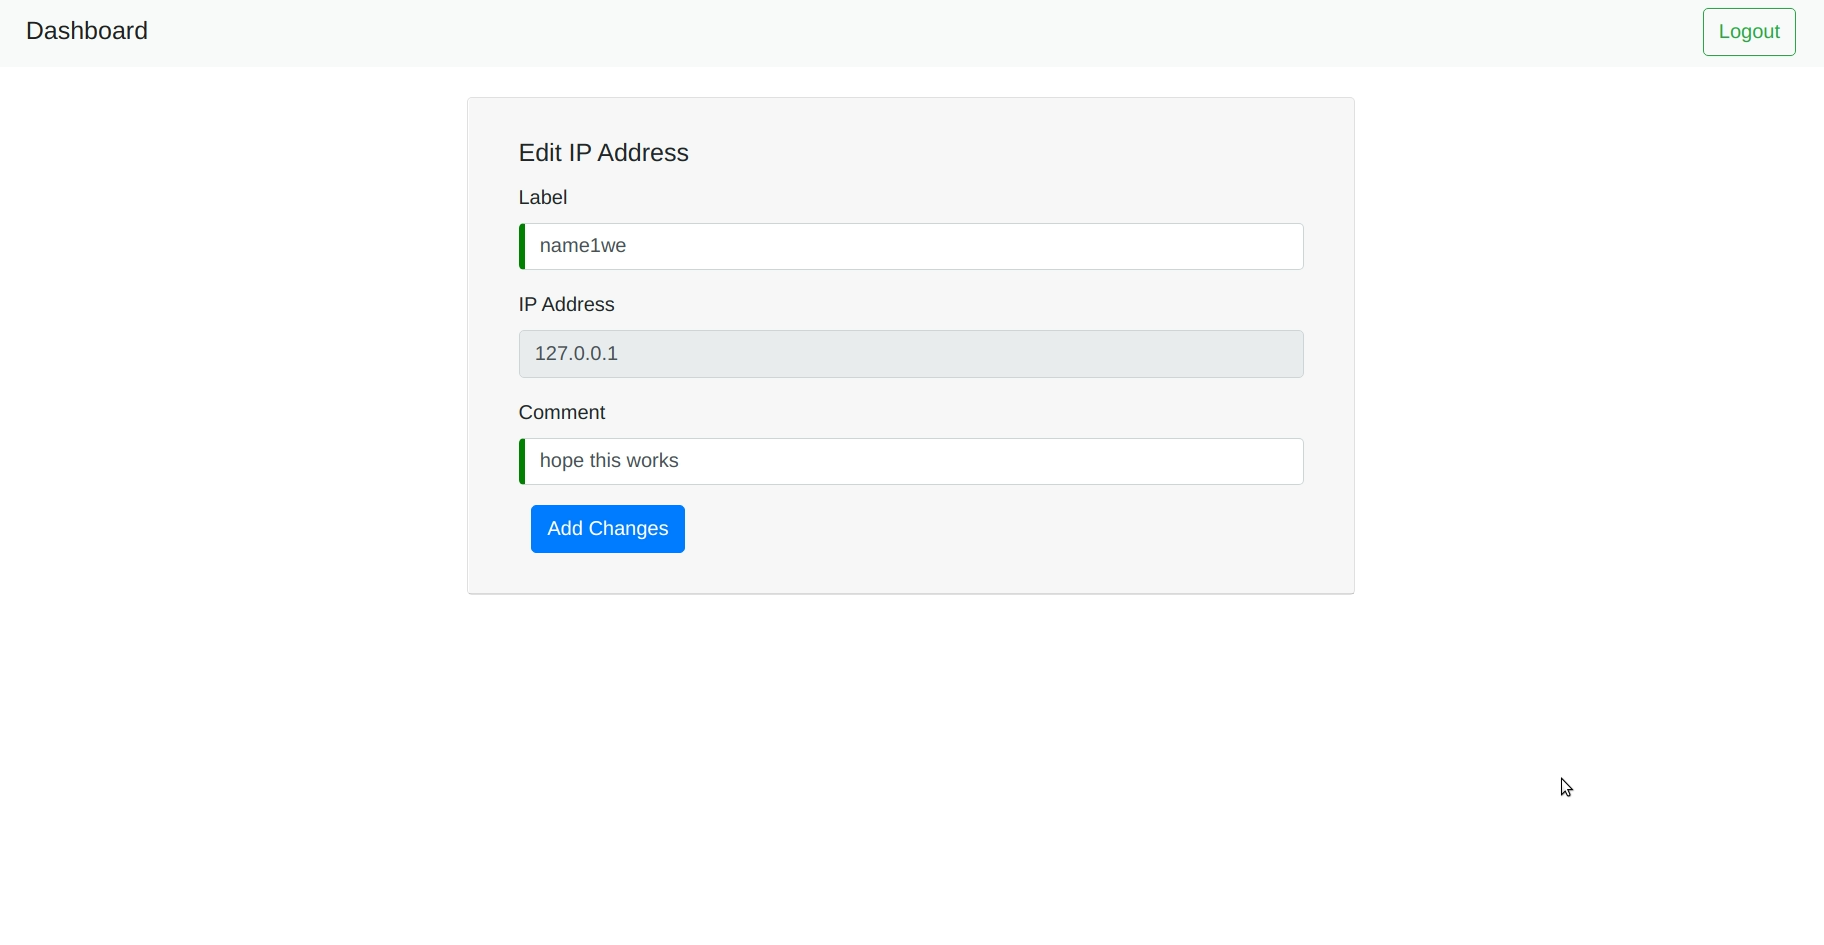 Dashboard
Logout
Edit IP Address
Label
name1we
IP Address
127.0.0.1
Comment
hope this works
Add Changes